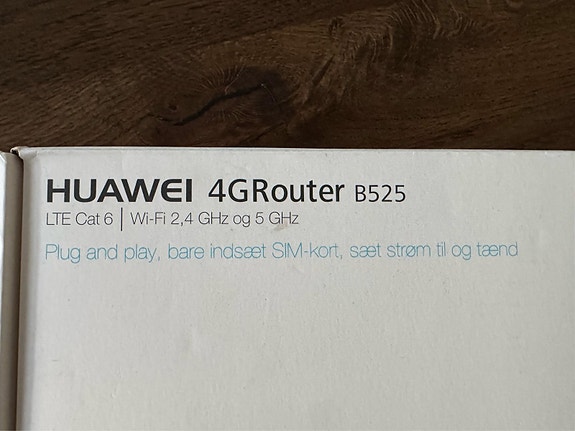 HUAWEI 4GRouter B525
LTE Cat 6 | Wi-Fi 2,4 GHz og 5 GHz
Plug and play, bare indsæt SIM-kort, sæt strøm til og tænd